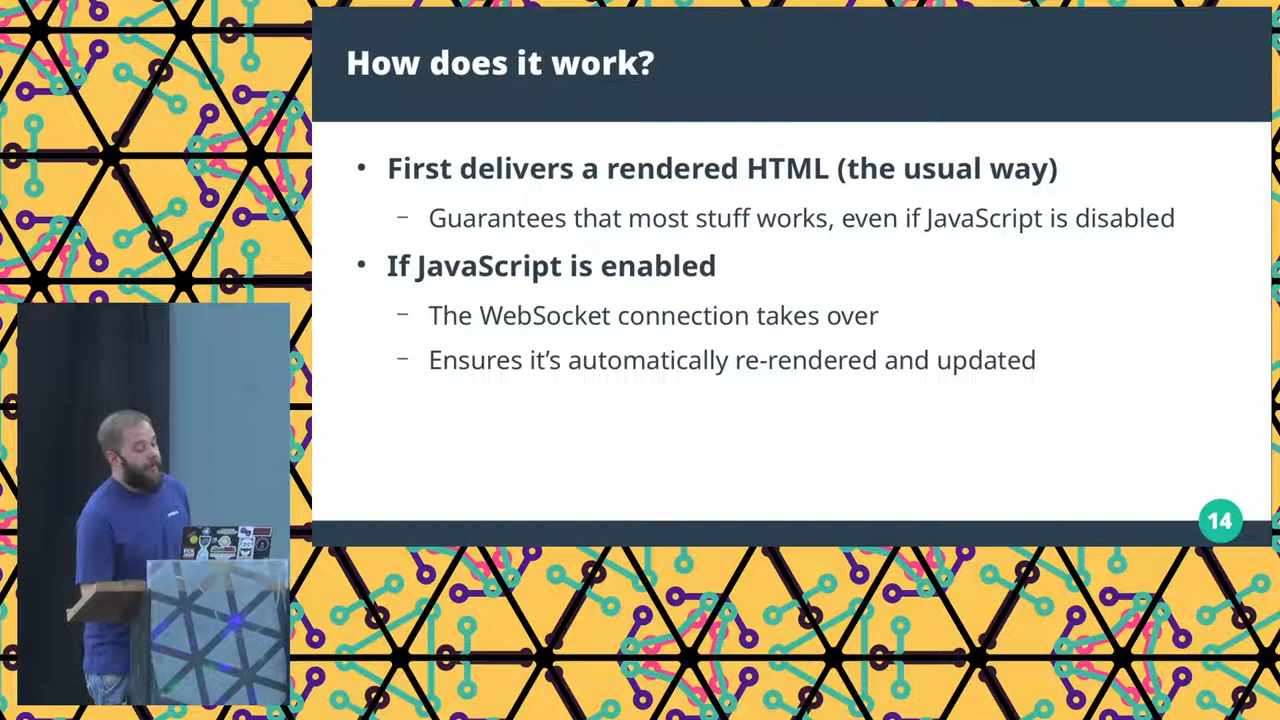 How does it work?
• First delivers a rendered HTML (the usual way)
– Guarantees that most stuff works, even if JavaScript is disabled
• If JavaScript is enabled
– The WebSocket connection takes over
– Ensures it’s automatically re-rendered and updated
14